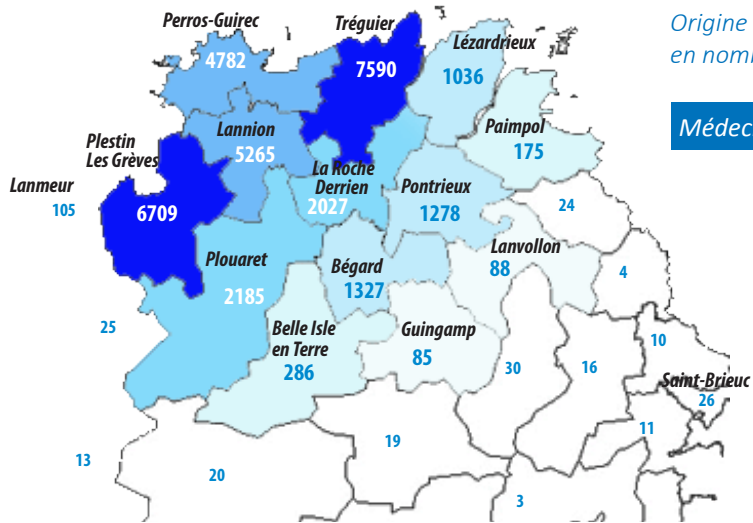 Perros-Guirec
4782
Tréguier
7590
Lézardrieux
1036
Origine
en nom
Médec
Plestin
Les Grèves
6709
Lannion
5265
La Roche
Derrien
2027
Paimpol
175
Lanmeur
105
Pontrieux
1278
24
Lanvollon
88
4
Plouaret
2185
Bégard
1327
25
Belle Isle
en Terre
286
Guingamp
85
30
16
10
Saint-Brieuc
26
11
13
20
19
3